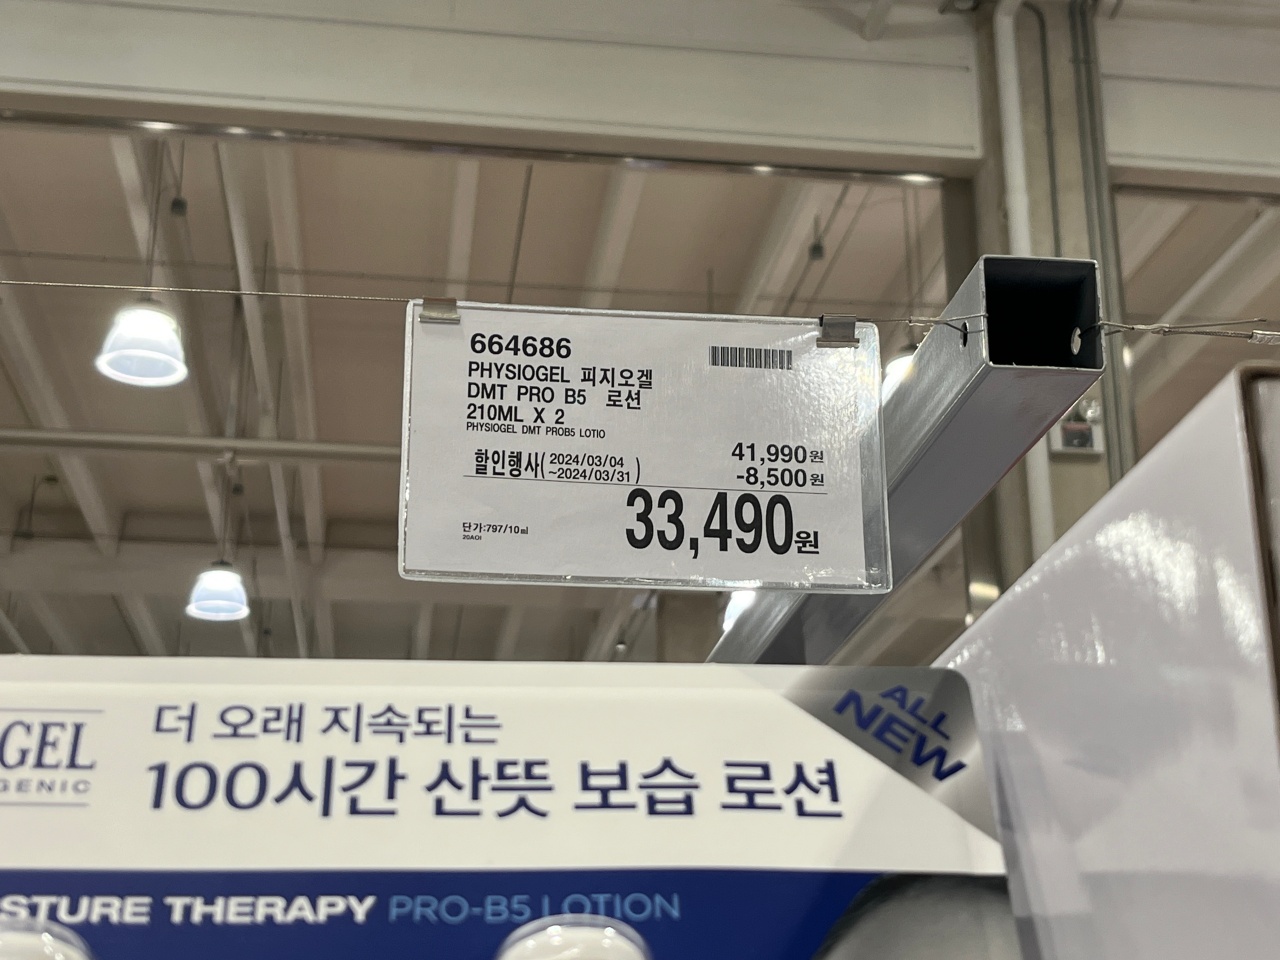 664686
PHYSIOGEL 피지오겔
DMT PRO B5 로션
210ML X 2
PHYSIOGEL DMT PROB5 LOTIO
할인행사(2024/03/04
~2024/03/31)
41,990원
-8,500원
33,490원
단가:797/10ml
20AOI
GEL
GENIC
더 오래 지속되는
100시간 산뜻 보습 로션
ALL
NEW
STURE THERAPY PRO-B5 LOTION